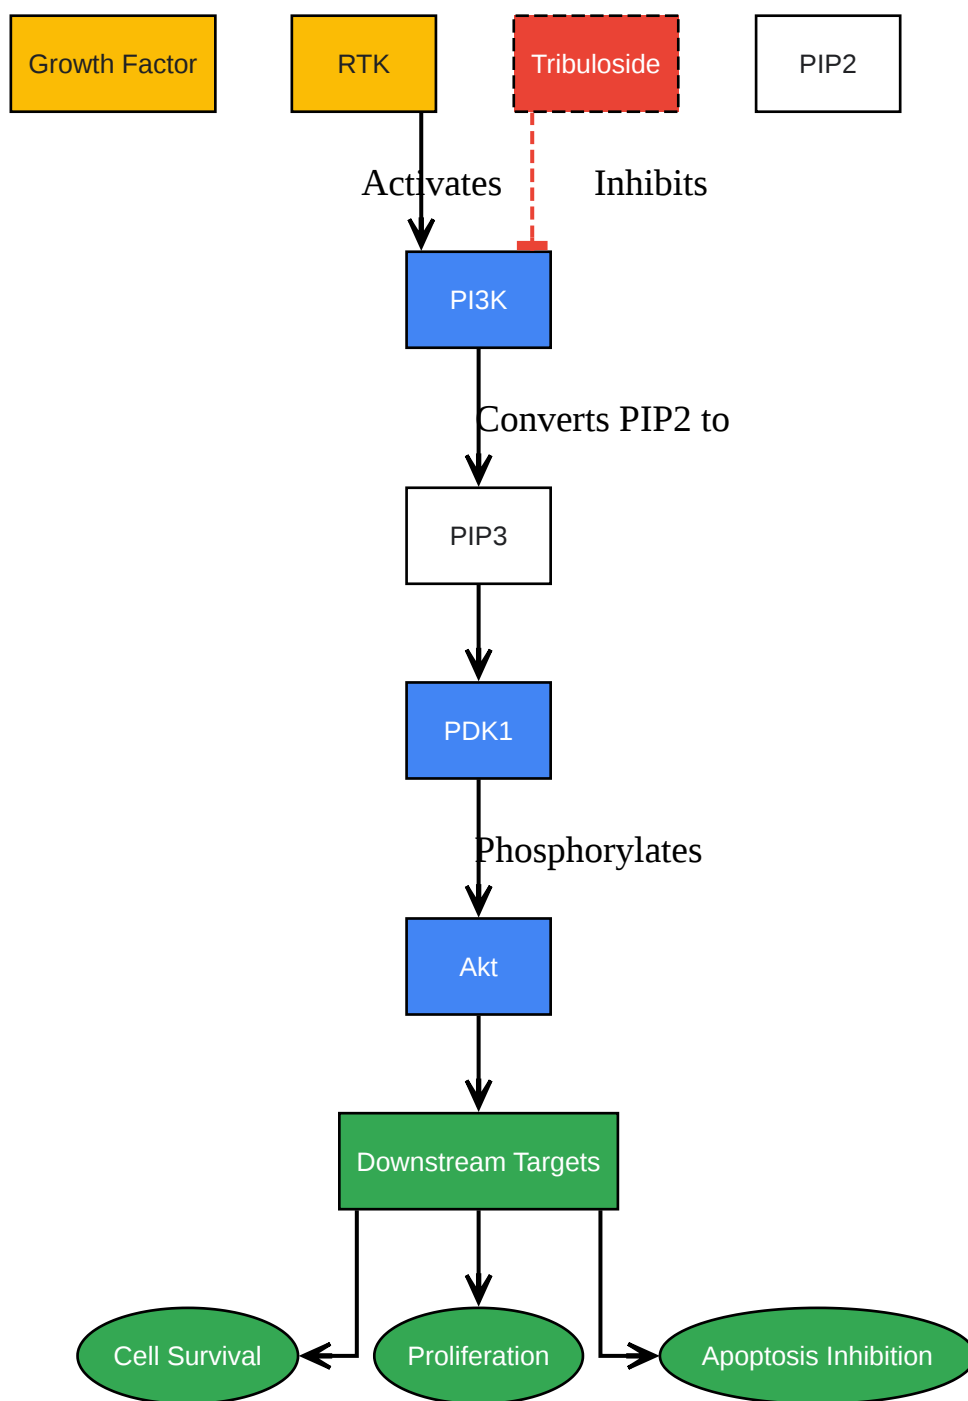 Growth Factor
RTK
Tribuloside
PIP2
Activates
Inhibits
PI3K
Converts PIP2 to
PIP3
PDK1
Phosphorylates
Akt
Downstream Targets
Cell Survival
Proliferation
Apoptosis Inhibition